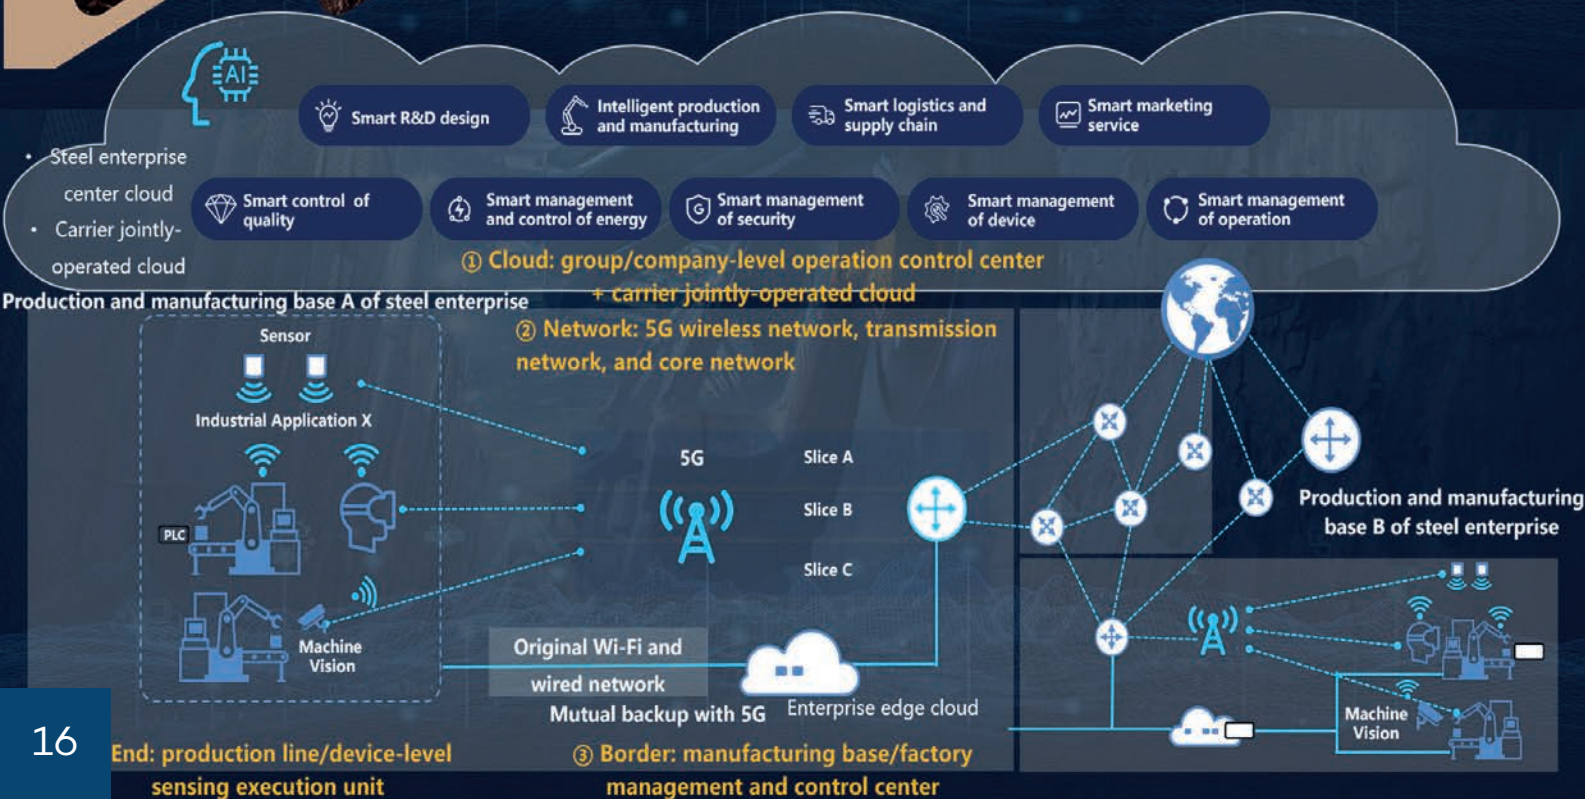 AI
Smart R&D design
Intelligent production
and manufacturing
Smart logistics and
supply chain
Smart marketing
service
• Steel enterprise
center cloud
• Carrier jointly-
operated cloud
Smart control of
quality
Smart management
and control of energy
G
Smart management
of security
Smart management
of device
Smart management
of operation
① Cloud: group/company-level operation control center
+ carrier jointly-operated cloud
Production and manufacturing base A of steel enterprise
② Network: 5G wireless network, transmission
network, and core network
Sensor
Industrial Application X
PLC
Machine
Vision
5G
Slice A
Slice B
Slice C
Original Wi-Fi and
wired network
Mutual backup with 5G
Enterprise edge cloud
Production and manufacturing
base B of steel enterprise
Machine
Vision
16
End: production line/device-level
sensing execution unit
③ Border: manufacturing base/factory
management and control center